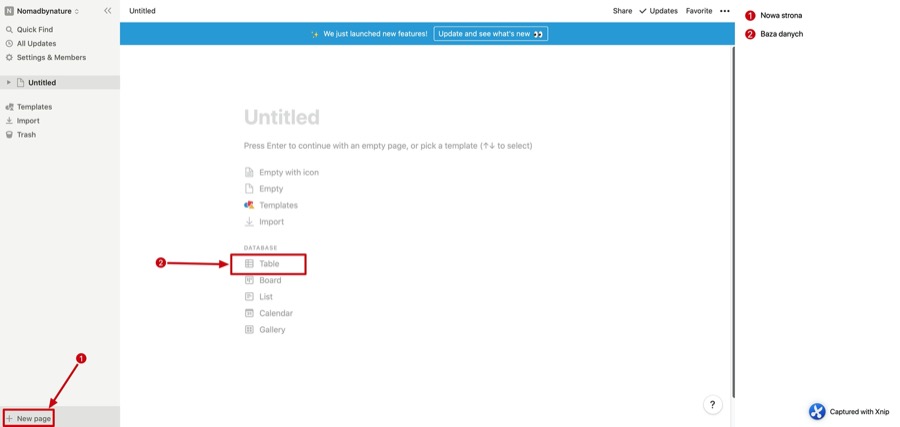 N Nomadbynature
Quick Find
All Updates
Settings & Members
Untitled
Templates
Import
Trash
+ New page
1
Untitled
Share Updates Favorite
We just launched new features! Update and see what's new
Untitled
Press Enter to continue with an empty page, or pick a template (↑↓ to select)
Empty with icon
Empty
Templates
Import
DATABASE
2
Table
Board
List
Calendar
Gallery
?
1 Nowa strona
2 Baza danych
Captured with Xnip